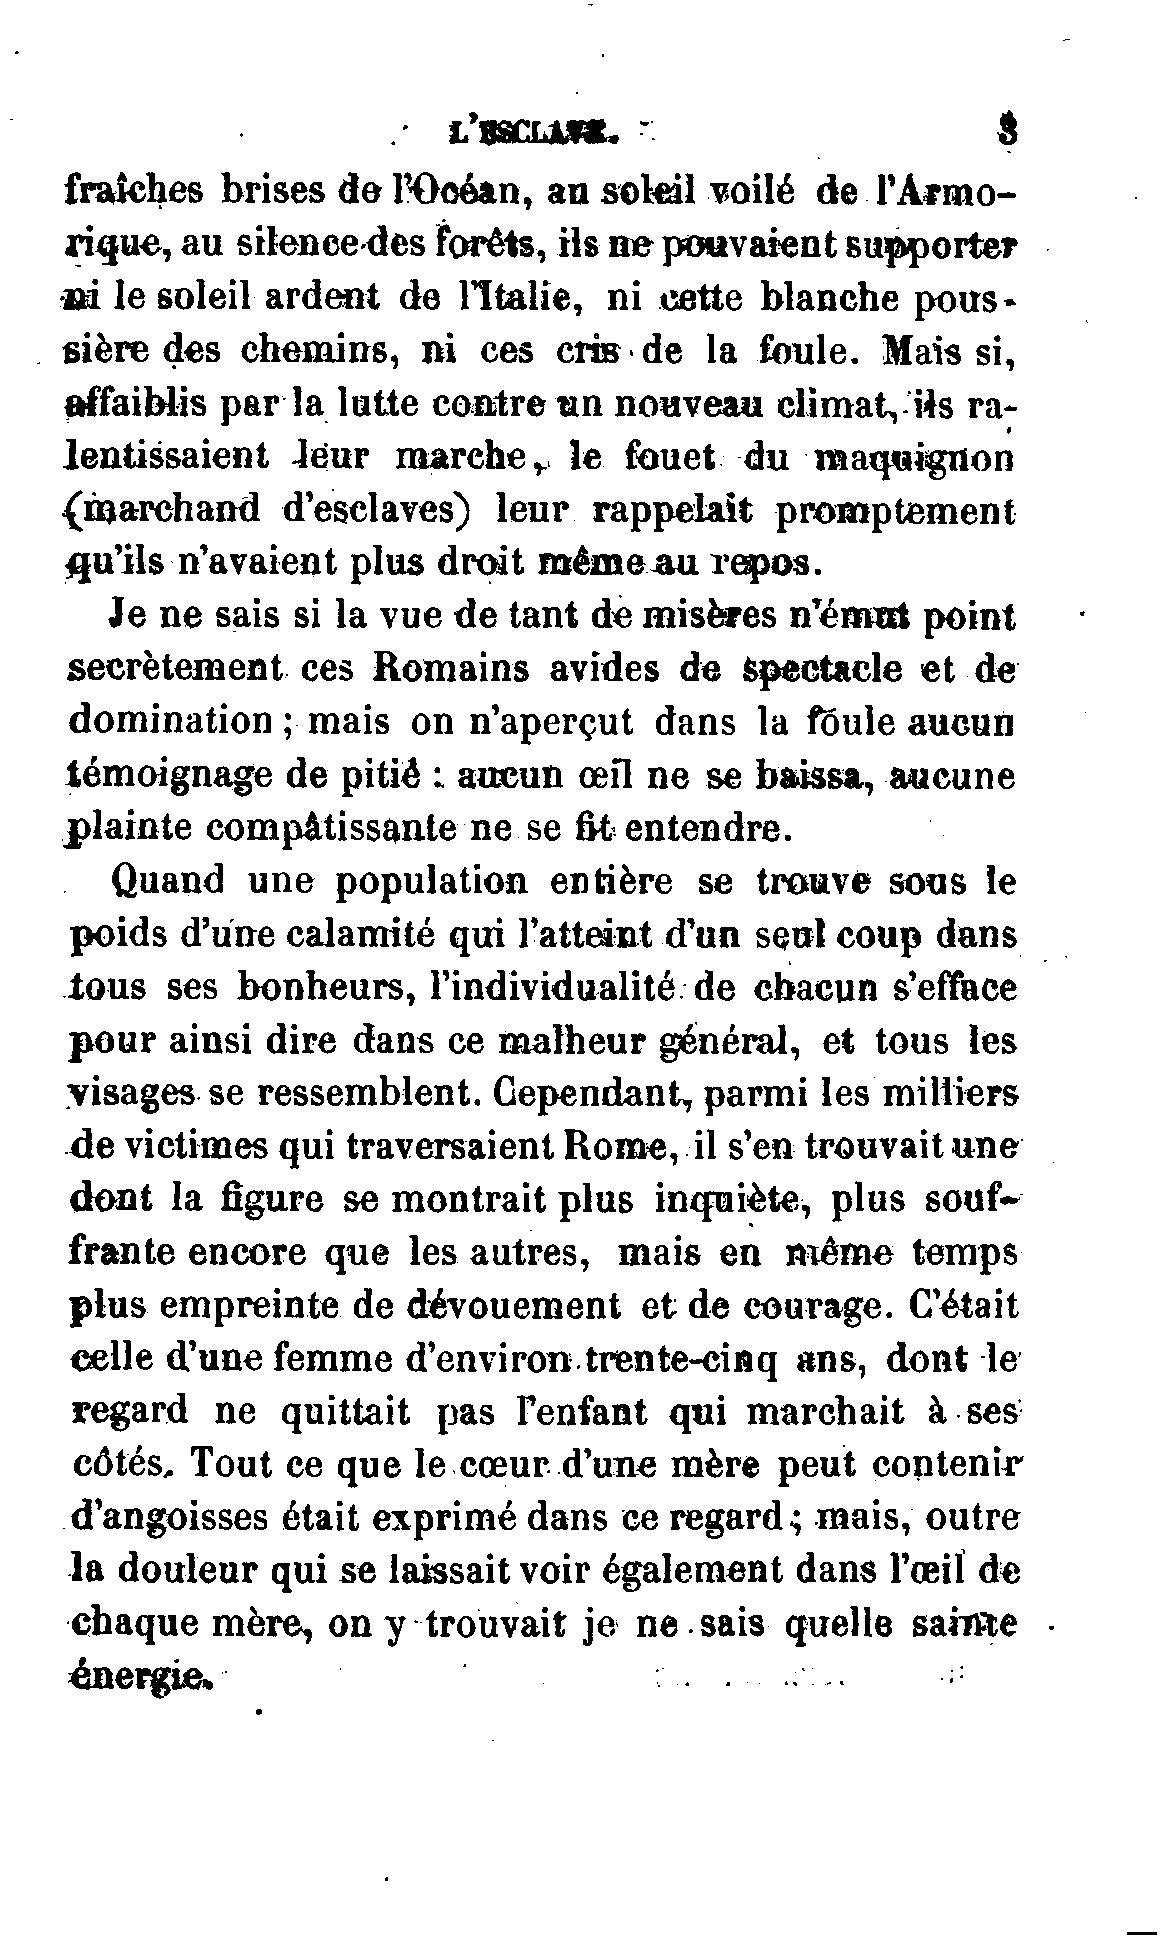 L'ESCLAVE. 3
fraîches brises de l'Océan, au soleil voilé de l'Armo-
rique, au silence des forêts, ils ne pouvaient supporter
ni le soleil ardent de l'Italie, ni cette blanche pous-
sière des chemins, ni ces cris de la foule. Mais si,
affaiblis par la lutte contre un nouveau climat, ils ra-
lentissaient leur marche, le fouet du maquignon
(marchand d'esclaves) leur rappelait promptement
qu'ils n'avaient plus droit même au repos.
Je ne sais si la vue de tant de misères n'émut point
secrètement ces Romains avides de spectacle et de
domination ; mais on n'aperçut dans la foule aucun
témoignage de pitié : aucun œil ne se baissa, aucune
plainte compâtissante ne se fit entendre.
Quand une population entière se trouve sous le
poids d'une calamité qui l'atteint d'un seul coup dans
tous ses bonheurs, l'individualité de chacun s'efface
pour ainsi dire dans ce malheur général, et tous les
visages se ressemblent. Cependant, parmi les milliers
de victimes qui traversaient Rome, il s'en trouvait une
dont la figure se montrait plus inquiète, plus souf-
frante encore que les autres, mais en même temps
plus empreinte de dévouement et de courage. C'était
celle d'une femme d'environ trente-cinq ans, dont le
regard ne quittait pas l'enfant qui marchait à ses
côtés. Tout ce que le cœur d'une mère peut contenir
d'angoisses était exprimé dans ce regard ; mais, outre
la douleur qui se laissait voir également dans l'œil de
chaque mère, on y trouvait je ne sais quelle sainte
énergie.